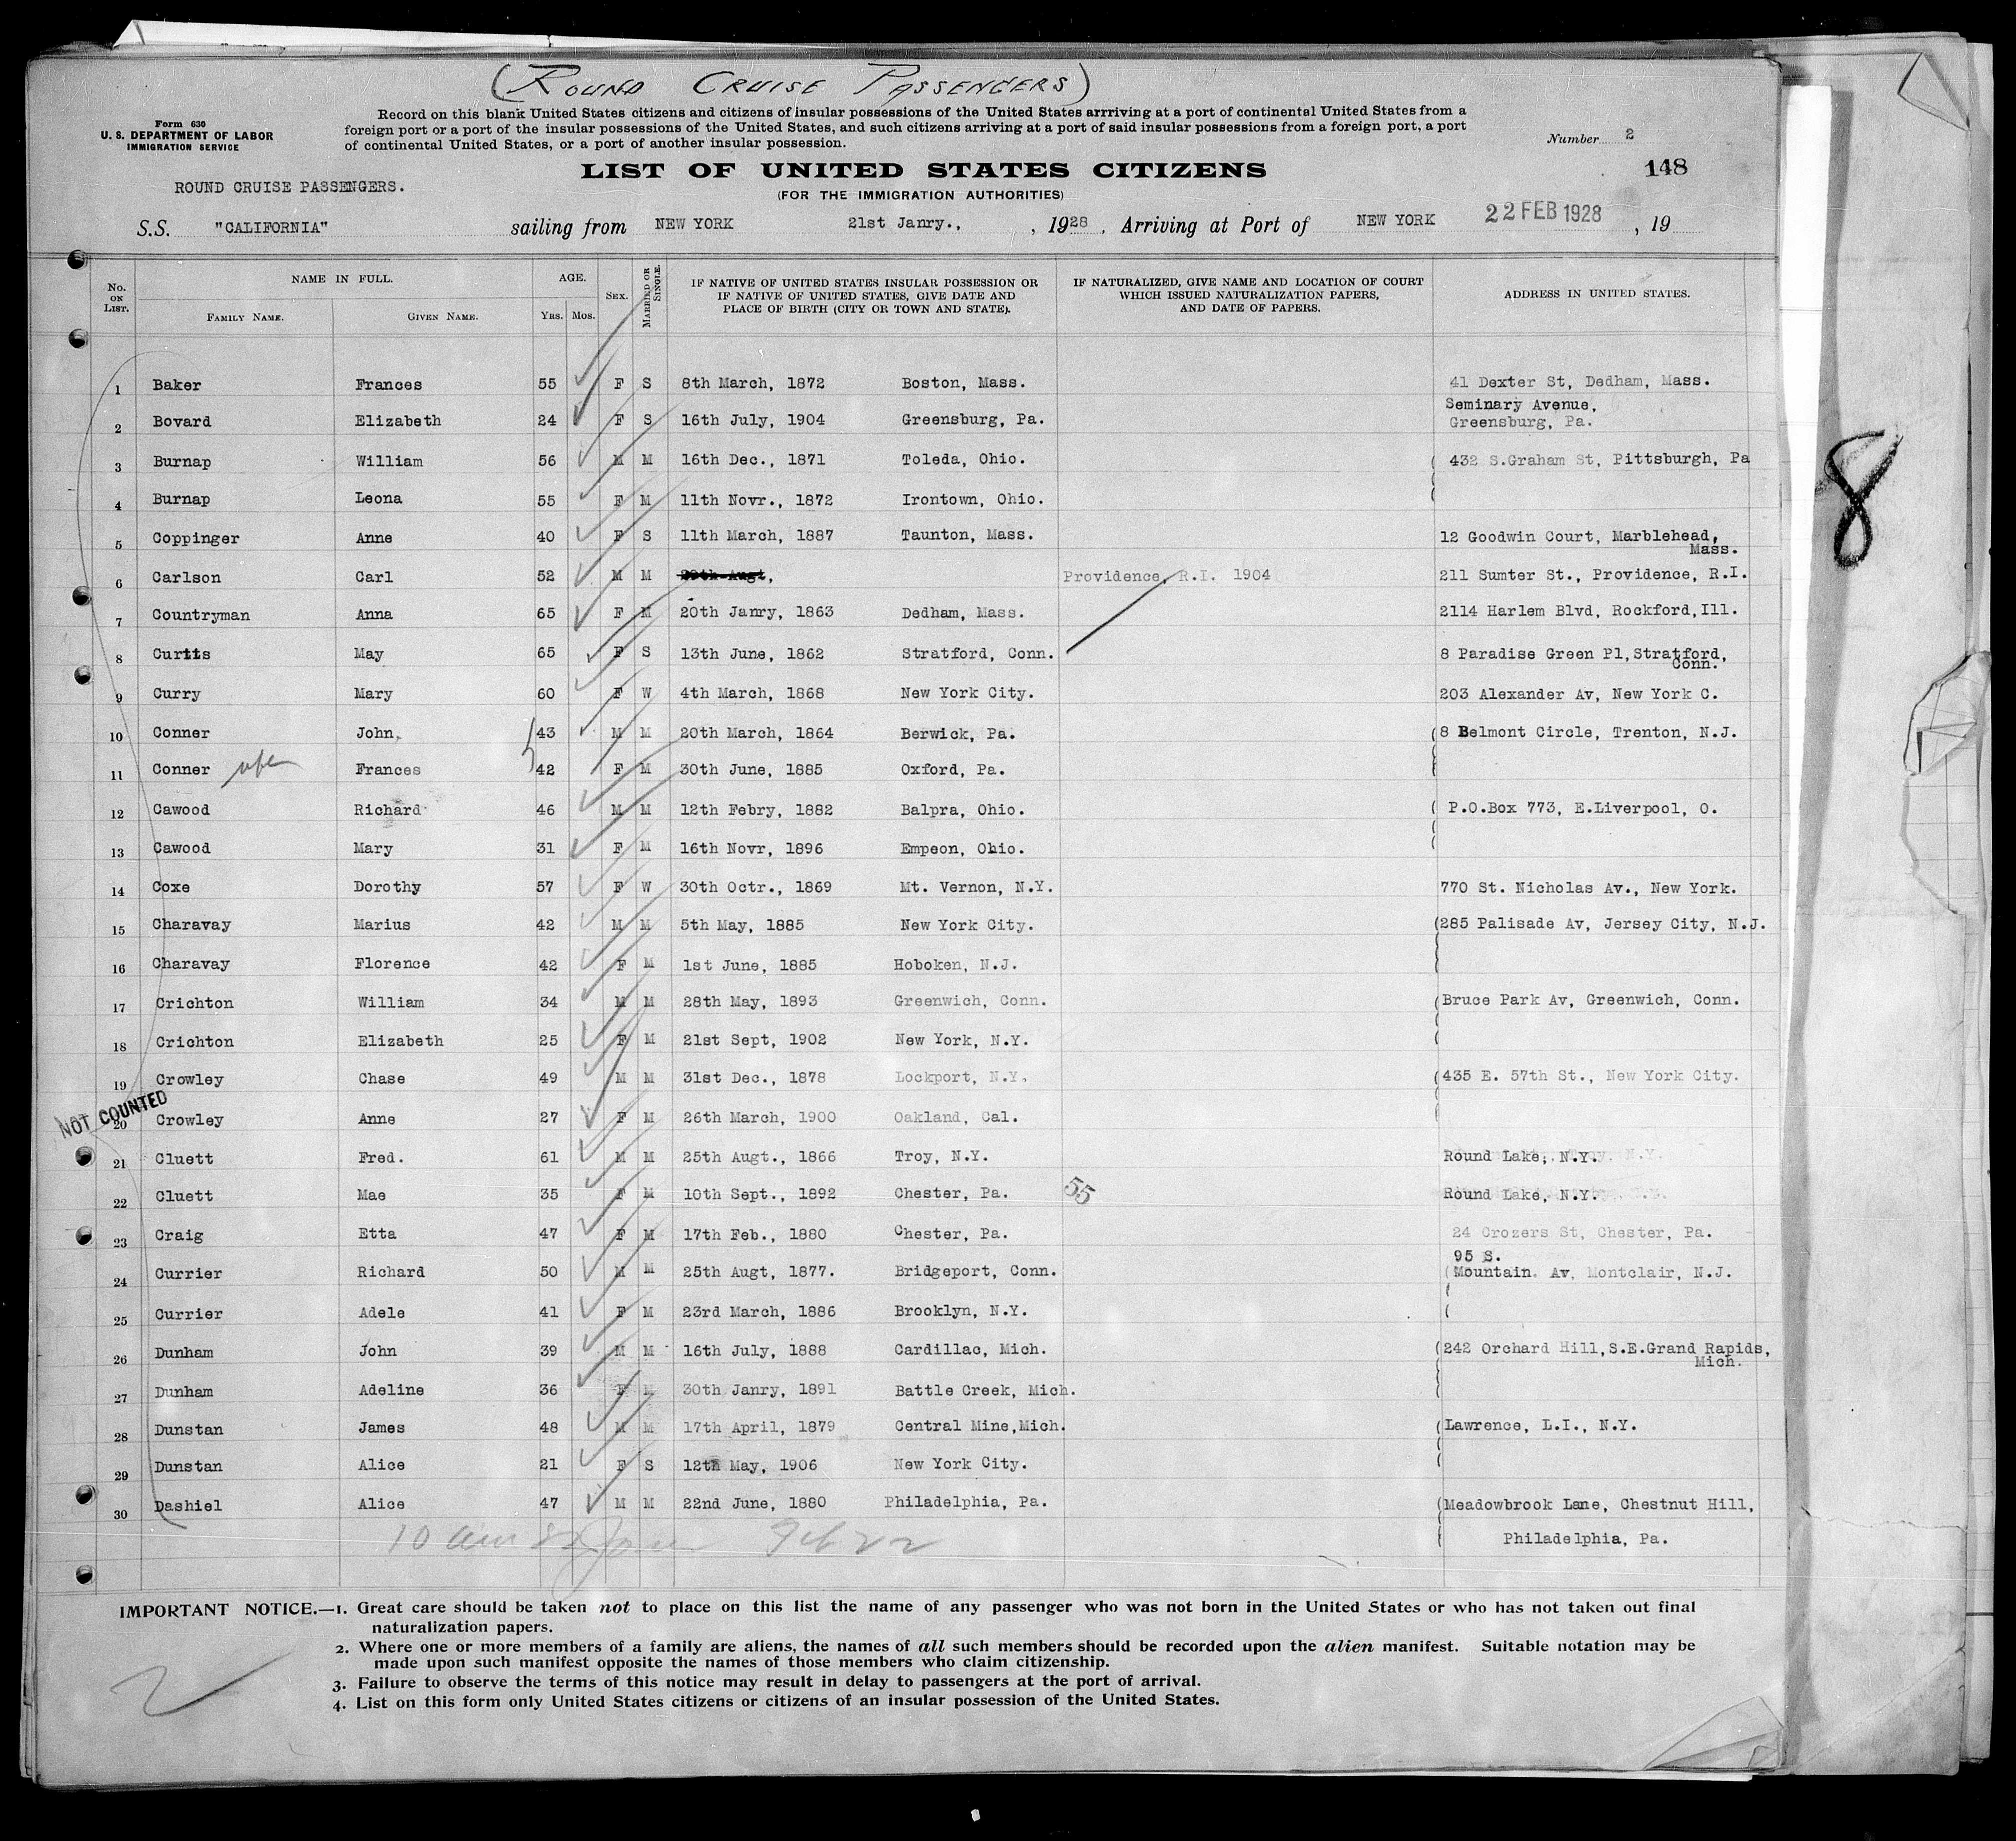 (ROUND CRUISE PASSENGERS)
Form 630
U. S. DEPARTMENT OF LABOR
IMMIGRATION SERVICE
Record on this blank United States citizens and citizens of insular possessions of the United States arrriving at a port of continental United States from a
foreign port or a port of the insular possessions of the United States, and such citizens arriving at a port of said insular possessions from a foreign port, a port
of continental United States, or a port of another insular possession.
Number 2
148
LIST OF UNITED STATES CITIZENS
(FOR THE IMMIGRATION AUTHORITIES)
ROUND CRUISE PASSENGERS.
S.S. "CALIFORNIA" sailing from NEW YORK 21st Janry., , 1928 , Arriving at Port of NEW YORK 22 FEB 1928 , 19
No. ON LIST. NAME IN FULL. FAMILY NAME. GIVEN NAME. AGE. Yrs. Mos. SEX. MARRIED OR SINGLE. IF NATIVE OF UNITED STATES INSULAR POSSESSION OR IF NATIVE OF UNITED STATES, GIVE DATE AND PLACE OF BIRTH (CITY OR TOWN AND STATE). IF NATURALIZED, GIVE NAME AND LOCATION OF COURT WHICH ISSUED NATURALIZATION PAPERS, AND DATE OF PAPERS. ADDRESS IN UNITED STATES.
1 Baker Frances 55 F S 8th March, 1872 Boston, Mass. 41 Dexter St, Dedham, Mass.
Seminary Avenue,
2 Bovard Elizabeth 24 F S 16th July, 1904 Greensburg, Pa. Greensburg, Pa.
3 Burnap William 56 M M 16th Dec., 1871 Toleda, Ohio. ( 432 S.Graham St, Pittsburgh, Pa
4 Burnap Leona 55 F M 11th Novr., 1872 Irontown, Ohio.
5 Coppinger Anne 40 F S 11th March, 1887 Taunton, Mass. 12 Goodwin Court, Marblehead,
Mass.
6 Carlson Carl 52 M M 29th Augt, Providence, R.I. 1904 211 Sumter St., Providence, R.I.
7 Countryman Anna 65 F M 20th Janry, 1863 Dedham, Mass. 2114 Harlem Blvd, Rockford,Ill.
8 Curtis May 65 F S 13th June, 1862 Stratford, Conn. 8 Paradise Green Pl,Stratford,
Conn.
9 Curry Mary 60 F W 4th March, 1868 New York City. 203 Alexander Av, New York C.
10 Conner John. 43 M M 20th March, 1864 Berwick, Pa. (8 Belmont Circle, Trenton, N.J.
11 Conner wife Frances 42 F M 30th June, 1885 Oxford, Pa.
12 Cawood Richard 46 M M 12th Febry, 1882 Balpra, Ohio. ( P.O.Box 773, E.Liverpool, O.
13 Cawood Mary 31 F M 16th Novr, 1896 Empeon, Ohio.
14 Coxe Dorothy 57 F W 30th Octr., 1869 Mt. Vernon, N.Y. 770 St. Nicholas Av., New York.
15 Charavay Marius 42 M M 5th May, 1885 New York City. (285 Palisade Av, Jersey City, N.J.
16 Charavay Florence 42 F M 1st June, 1885 Hoboken, N.J.
17 Crichton William 34 M M 28th May, 1893 Greenwich, Conn. (Bruce Park Av, Greenwich, Conn.
18 Crichton Elizabeth 25 F M 21st Sept, 1902 New York, N.Y.
19 Crowley Chase 49 M M 31st Dec., 1878 Lockport, N.Y. (435 E. 57th St., New York City.
NOT COUNTED
20 Crowley Anne 27 F M 26th March, 1900 Oakland, Cal.
21 Cluett Fred. 61 M M 25th Augt., 1866 Troy, N.Y. Round Lake, N.Y.
22 Cluett Mae 35 F M 10th Sept., 1892 Chester, Pa. 55 Round Lake, N.Y.
23 Craig Etta 47 F M 17th Feb., 1880 Chester, Pa. 24 Crozers St, Chester, Pa.
95 S.
24 Currier Richard 50 M M 25th Augt, 1877. Bridgeport, Conn. (Mountain. Av, Montclair, N.J.
25 Currier Adele 41 F M 23rd March, 1886 Brooklyn, N.Y. (
26 Dunham John 39 M M 16th July, 1888 Cardillac, Mich. (242 Orchard Hill,S.E.Grand Rapids,
Mich.
27 Dunham Adeline 36 F M 30th Janry, 1891 Battle Creek, Mich.
28 Dunstan James 48 M M 17th April, 1879 Central Mine,Mich. (Lawrence, L.I., N.Y.
29 Dunstan Alice 21 F S 12th May, 1906 New York City.
30 Dashiel Alice 47 M M 22nd June, 1880 Philadelphia, Pa. (Meadowbrook Lane, Chestnut Hill,
Philadelphia, Pa.
IMPORTANT NOTICE.—1. Great care should be taken not to place on this list the name of any passenger who was not born in the United States or who has not taken out final
naturalization papers.
2. Where one or more members of a family are aliens, the names of all such members should be recorded upon the alien manifest. Suitable notation may be
made upon such manifest opposite the names of those members who claim citizenship.
3. Failure to observe the terms of this notice may result in delay to passengers at the port of arrival.
4. List on this form only United States citizens or citizens of an insular possession of the United States.
8